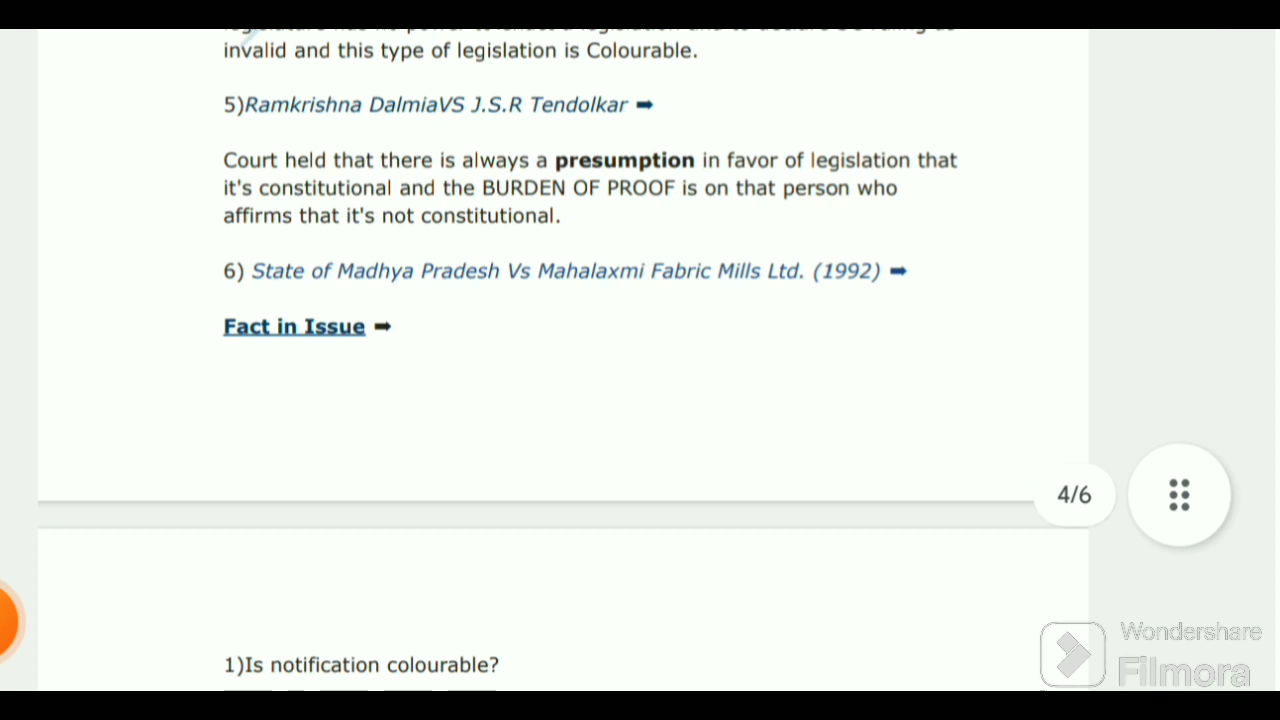 invalid and this type of legislation is Colourable.
5)Ramkrishna DalmiaVS J.S.R Tendolkar ➡
Court held that there is always a presumption in favor of legislation that
it's constitutional and the BURDEN OF PROOF is on that person who
affirms that it's not constitutional.
6) State of Madhya Pradesh Vs Mahalaxmi Fabric Mills Ltd. (1992) ➡
Fact in Issue ➡
4/6
1)Is notification colourable?
Wondershare
Filmora